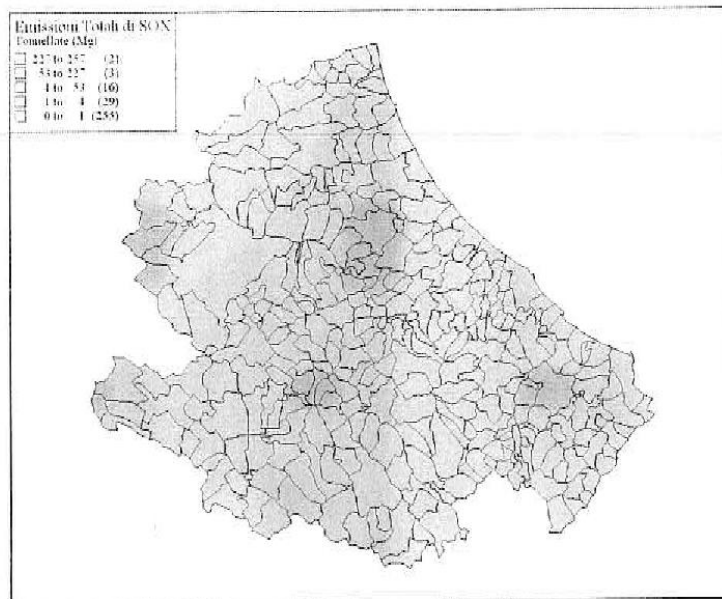 Emissioni Totali di SOX
Tonnellate (Mg)
227 to 257 (2)
53 to 227 (3)
4 to 53 (16)
1 to 4 (29)
0 to 1 (255)